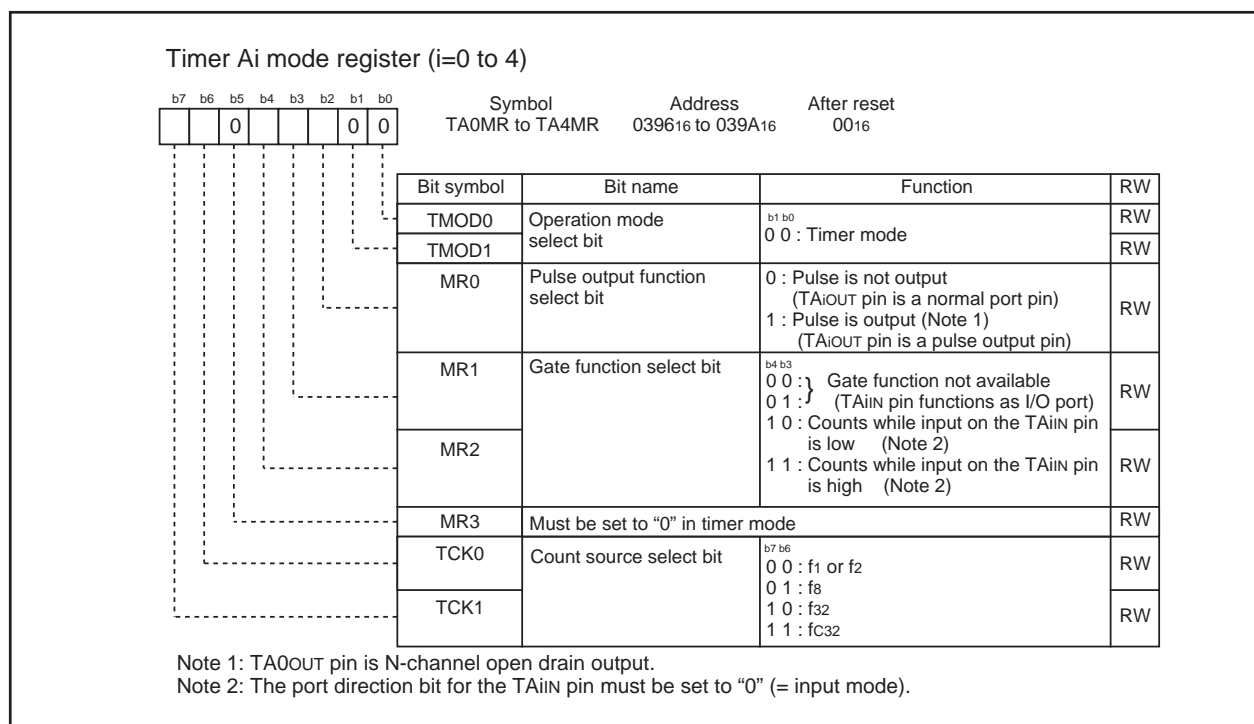 Timer Ai mode register (i=0 to 4)
b7 b6 b5 b4 b3 b2 b1 b0
0 0 0
Symbol Address After reset
TA0MR to TA4MR 039616 to 039A16 0016
Bit symbol Bit name Function RW
TMOD0 Operation mode select bit b1 b0 RW
TMOD1 0 0 : Timer mode RW
MR0 Pulse output function select bit 0 : Pulse is not output
(TAiOUT pin is a normal port pin)
1 : Pulse is output (Note 1)
(TAiOUT pin is a pulse output pin) RW
MR1 Gate function select bit b4 b3
0 0 : } Gate function not available
0 1 : } (TAiIN pin functions as I/O port) RW
1 0 : Counts while input on the TAiIN pin
is low (Note 2)
MR2 1 1 : Counts while input on the TAiIN pin
is high (Note 2) RW
MR3 Must be set to “0” in timer mode RW
TCK0 Count source select bit b7 b6
0 0 : f1 or f2 RW
0 1 : f8
TCK1 1 0 : f32 RW
1 1 : fC32
Note 1: TA0OUT pin is N-channel open drain output.
Note 2: The port direction bit for the TAiIN pin must be set to “0” (= input mode).